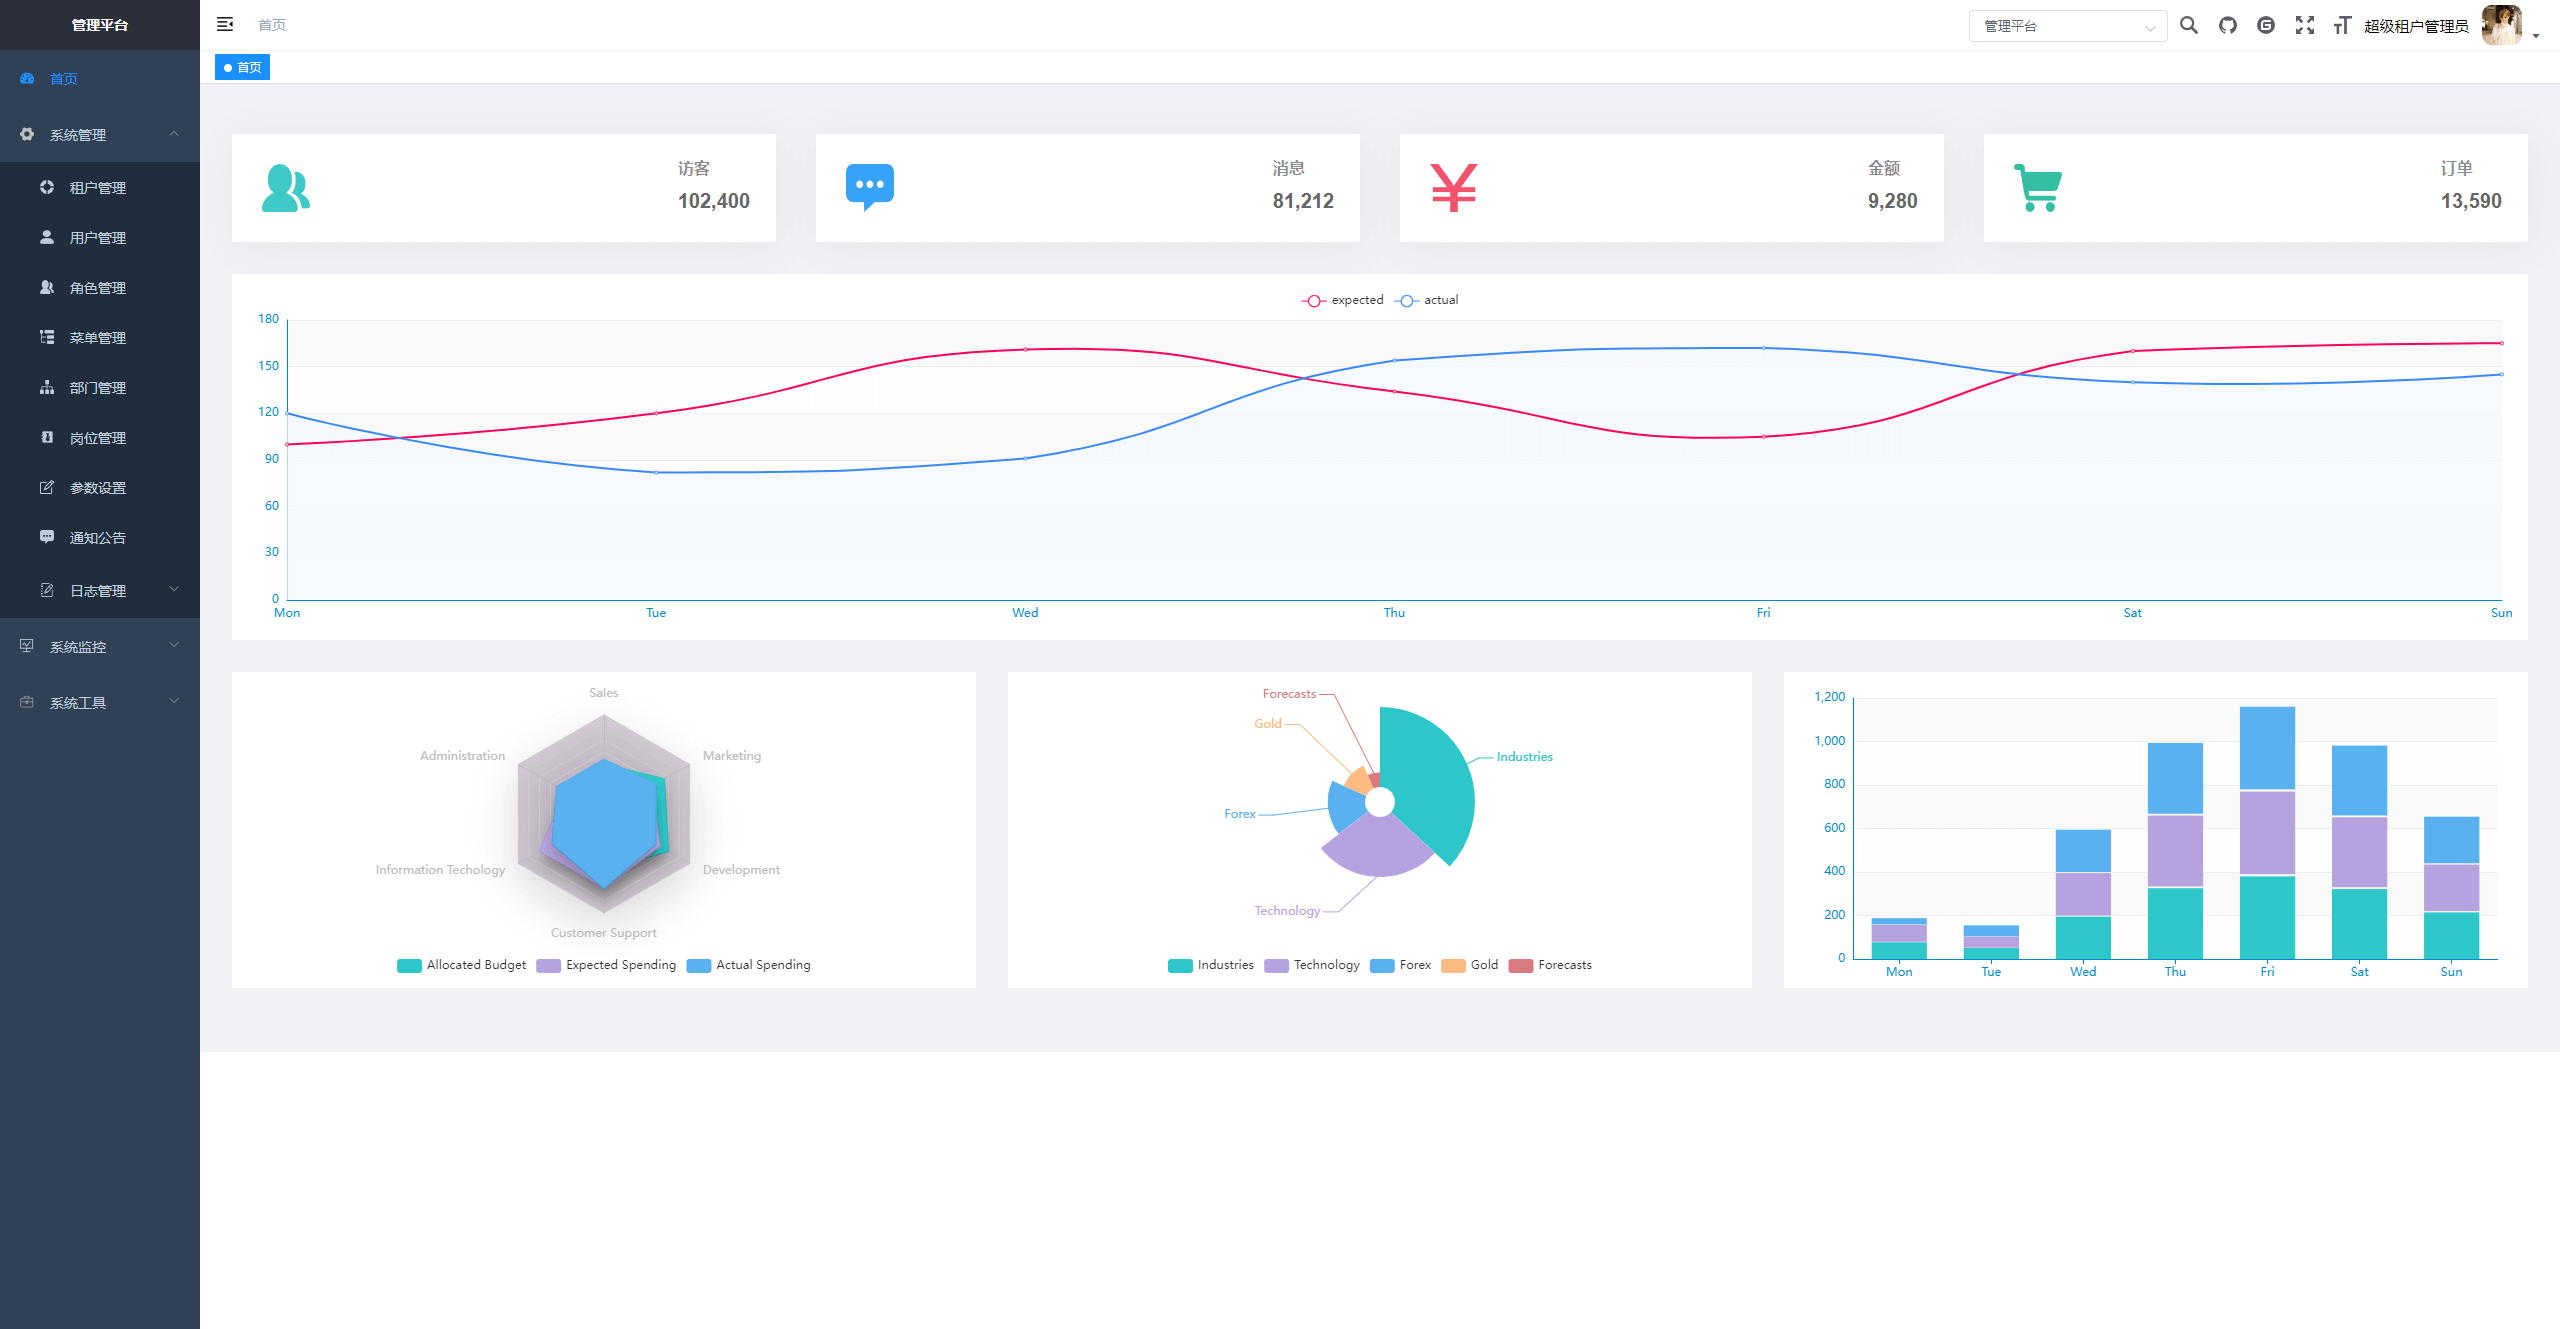 管理平台
首页
系统管理
租户管理
用户管理
角色管理
菜单管理
部门管理
岗位管理
参数设置
通知公告
日志管理
系统监控
系统工具
首页
管理平台
超级租户管理员
首页
访客
102,400
消息
81,212
金额
9,280
订单
13,590
expected actual
180
150
120
90
60
30
0
Mon Tue Wed Thu Fri Sat Sun
Sales
Administration Marketing
Information Techology Development
Customer Support
Allocated Budget Expected Spending Actual Spending
Forecasts
Gold
Industries
Forex
Technology
Industries Technology Forex Gold Forecasts
1,200
1,000
800
600
400
200
0
Mon Tue Wed Thu Fri Sat Sun